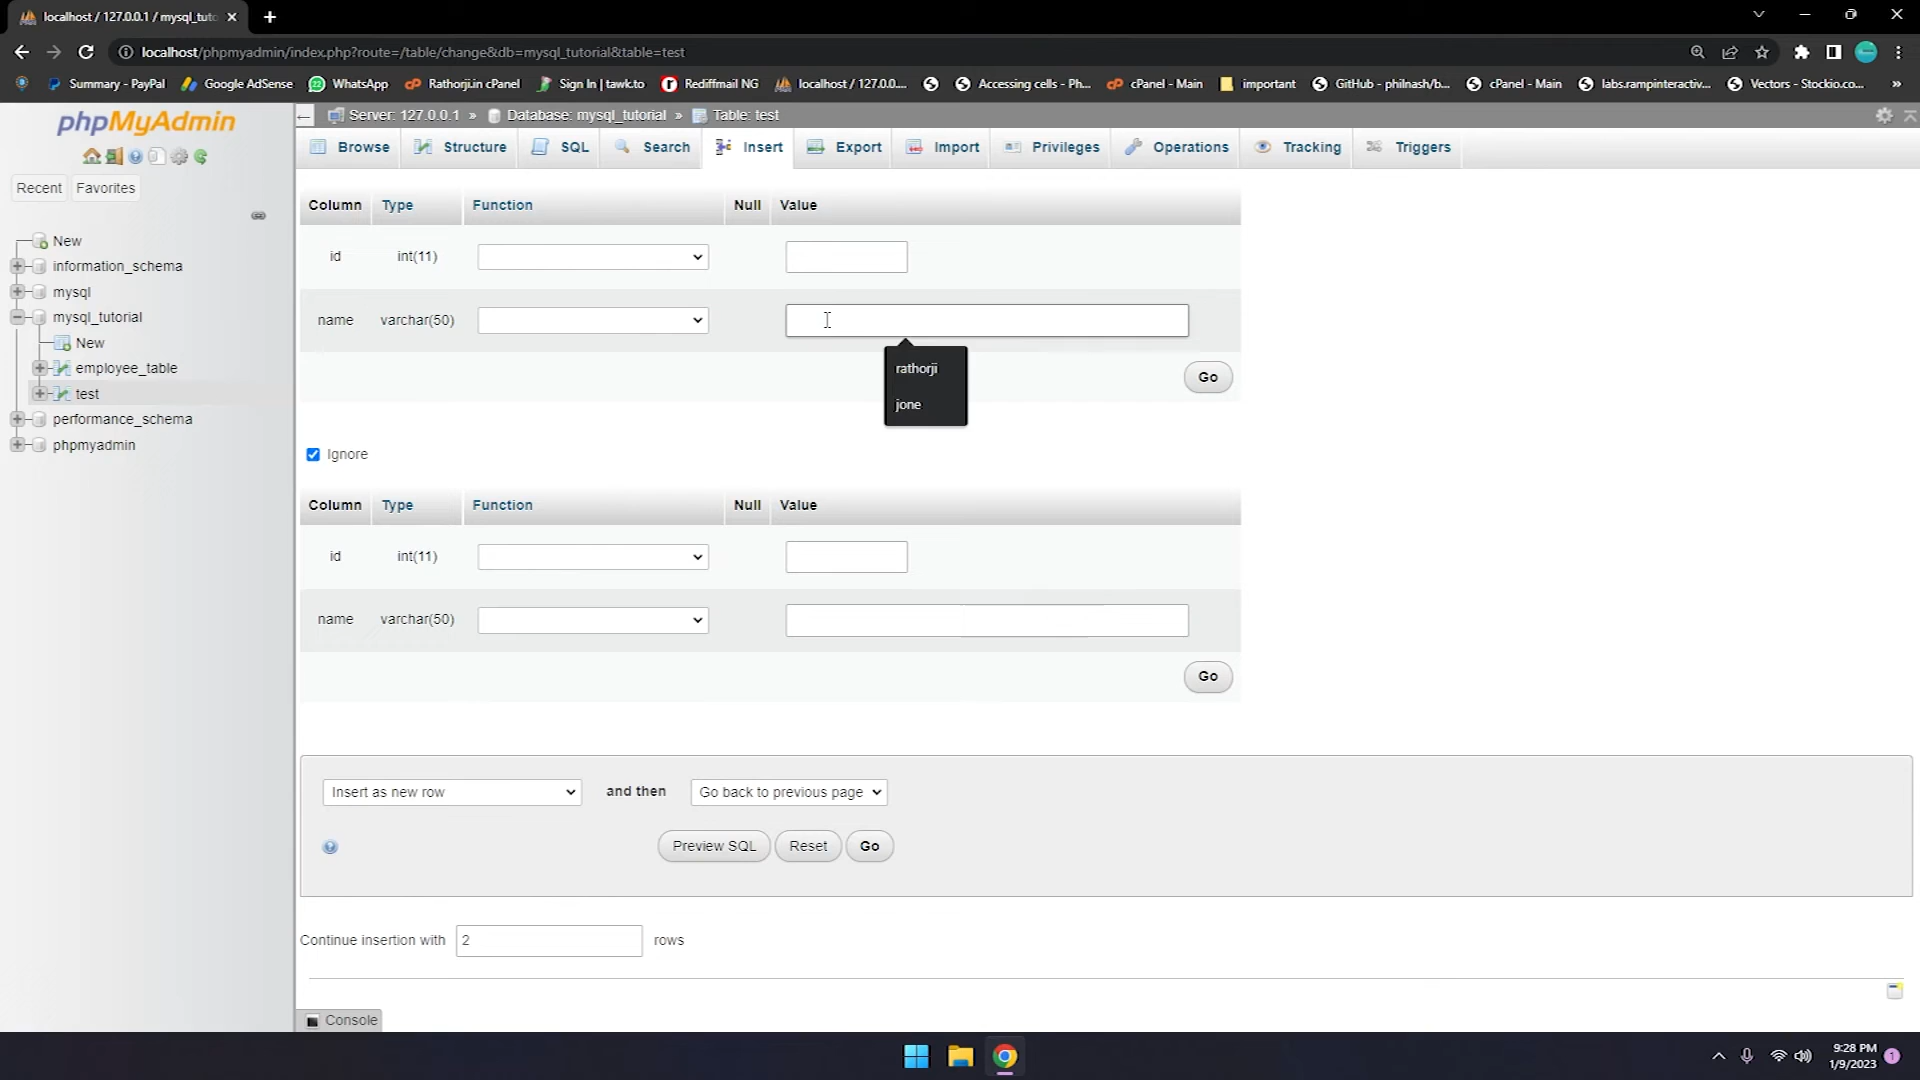 localhost / 127.0.0.1 / mysql_tuto
localhost/phpmyadmin/index.php?route=/table/change&db=mysql_tutorial&table=test
Summary - PayPal
Google AdSense
WhatsApp
Rathorji.in cPanel
Sign In | tawk.to
Rediffmail NG
localhost / 127.0.0....
Accessing cells - Ph...
cPanel - Main
important
GitHub - philnash/b...
cPanel - Main
labs.rampinteractiv...
Vectors - Stockio.co...
»
phpMyAdmin
Recent
Favorites
New
information_schema
mysql
mysql_tutorial
New
employee_table
test
performance_schema
phpmyadmin
Server: 127.0.0.1 » Database: mysql_tutorial » Table: test
Browse
Structure
SQL
Search
Insert
Export
Import
Privileges
Operations
Tracking
Triggers
Column Type Function Null Value
id int(11)
name varchar(50)
rathorji
jone
Go
Ignore
Column Type Function Null Value
id int(11)
name varchar(50)
Go
Insert as new row and then Go back to previous page
Preview SQL Reset Go
Continue insertion with 2 rows
Console
9:28 PM
1/9/2023
1